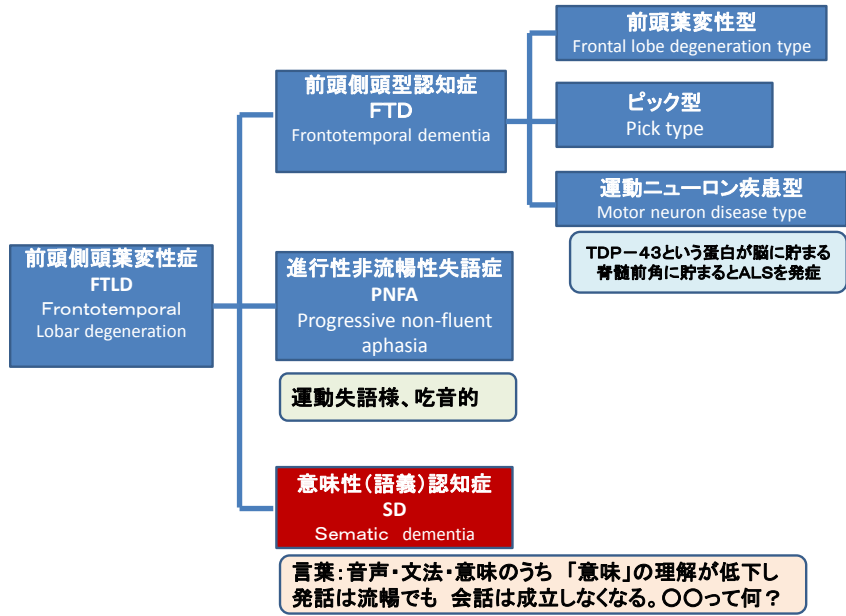 前頭葉変性型
Frontal lobe degeneration type
前頭側頭型認知症
FTD
Frontotemporal dementia
ピック型
Pick type
運動ニューロン疾患型
Motor neuron disease type
TDP－43という蛋白が脳に貯まる
脊髄前角に貯まるとALSを発症
前頭側頭葉変性症
FTLD
Frontotemporal
Lobar degeneration
進行性非流暢性失語症
PNFA
Progressive non-fluent
aphasia
運動失語様、吃音的
意味性(語義)認知症
SD
Sematic dementia
言葉：音声・文法・意味のうち 「意味」の理解が低下し
発話は流暢でも 会話は成立しなくなる。〇〇って何？